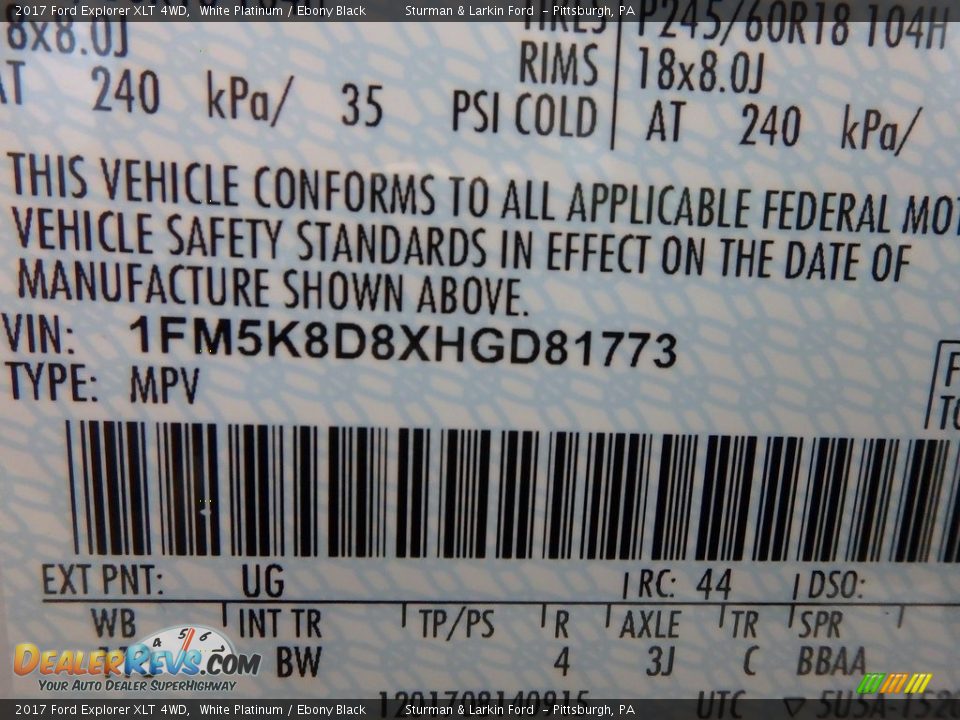 2017 Ford Explorer XLT 4WD, White Platinum / Ebony Black Sturman & Larkin Ford - Pittsburgh, PA
8x8.0J TIRES P245/60R18 104H
RIMS 18x8.0J
AT 240 kPa/ 35 PSI COLD AT 240 kPa/
THIS VEHICLE CONFORMS TO ALL APPLICABLE FEDERAL MOT
VEHICLE SAFETY STANDARDS IN EFFECT ON THE DATE OF
MANUFACTURE SHOWN ABOVE.
VIN: 1FM5K8D8XHGD81773
TYPE: MPV
EXT PNT: UG RC: 44 DSO:
WB INT TR TP/PS R AXLE TR SPR
BW 4 3J C BBAA
4 5 6
DEALERREVS.COM
YOUR AUTO DEALER SUPERHIGHWAY
UTC
2017 Ford Explorer XLT 4WD, White Platinum / Ebony Black Sturman & Larkin Ford - Pittsburgh, PA